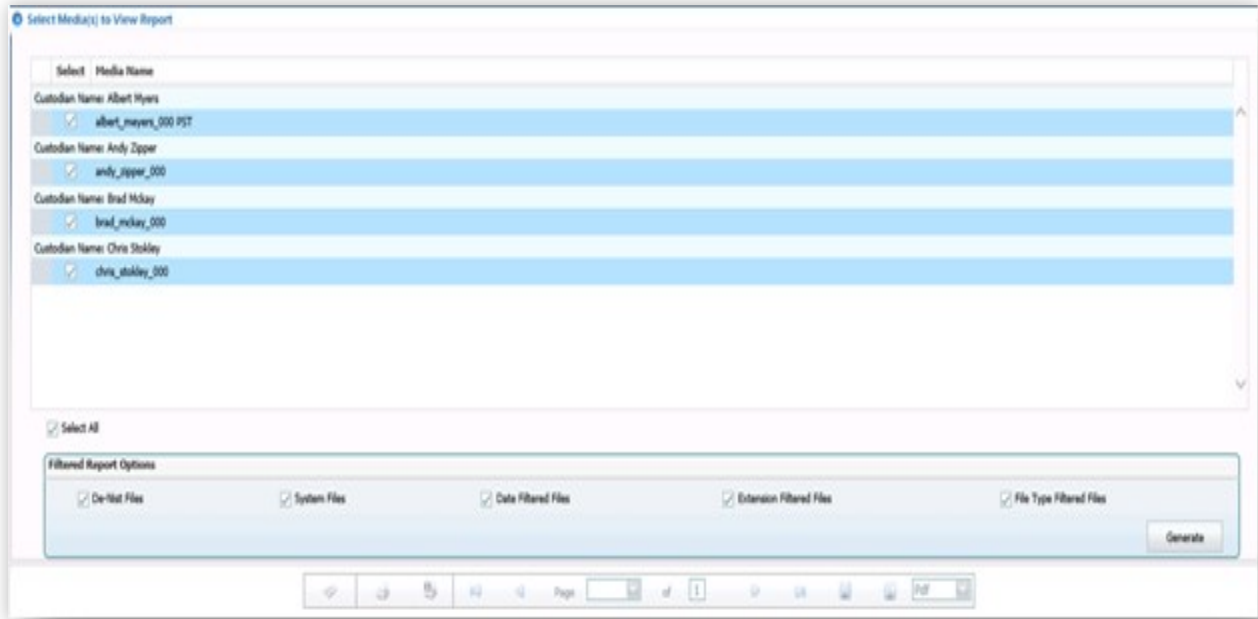 Select Media(s) to View Report
Select Media Name
Custodian Name: Albert Myers
albert_meyers_000 PST
Custodian Name: Andy Zipper
andy_zipper_000
Custodian Name: Brad Mckay
brad_mckay_000
Custodian Name: Chris Stokley
chris_stokley_000
Select All
Filtered Report Options
De-Nist Files System Files Date Filtered Files Extension Filtered Files File Type Filtered Files
Generate
Page of 1 Pdf